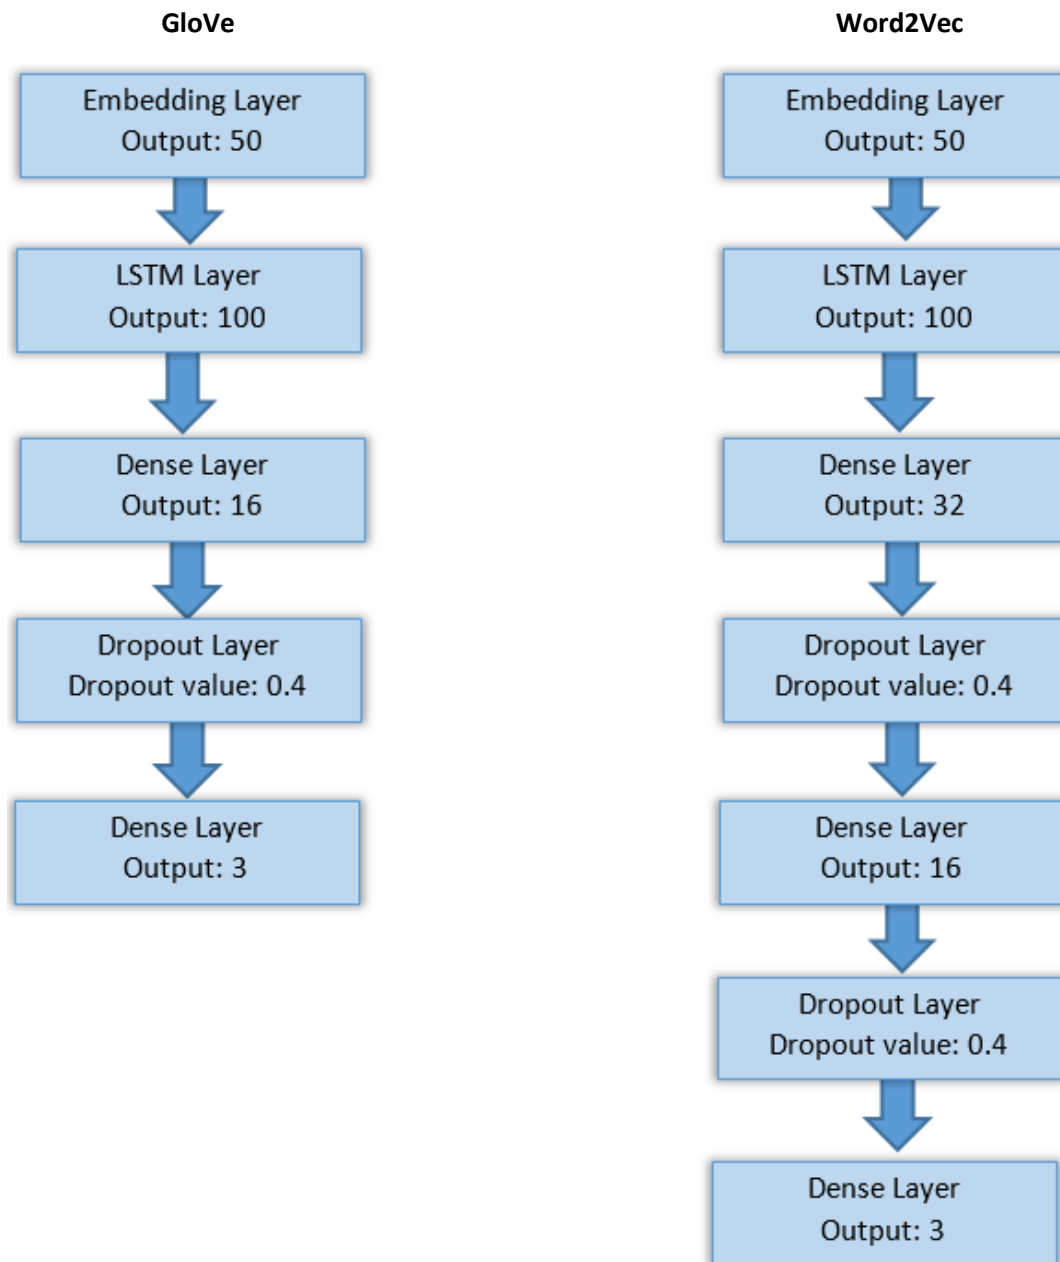 GloVe
Embedding Layer
Output: 50
LSTM Layer
Output: 100
Dense Layer
Output: 16
Dropout Layer
Dropout value: 0.4
Dense Layer
Output: 3
Word2Vec
Embedding Layer
Output: 50
LSTM Layer
Output: 100
Dense Layer
Output: 32
Dropout Layer
Dropout value: 0.4
Dense Layer
Output: 16
Dropout Layer
Dropout value: 0.4
Dense Layer
Output: 3